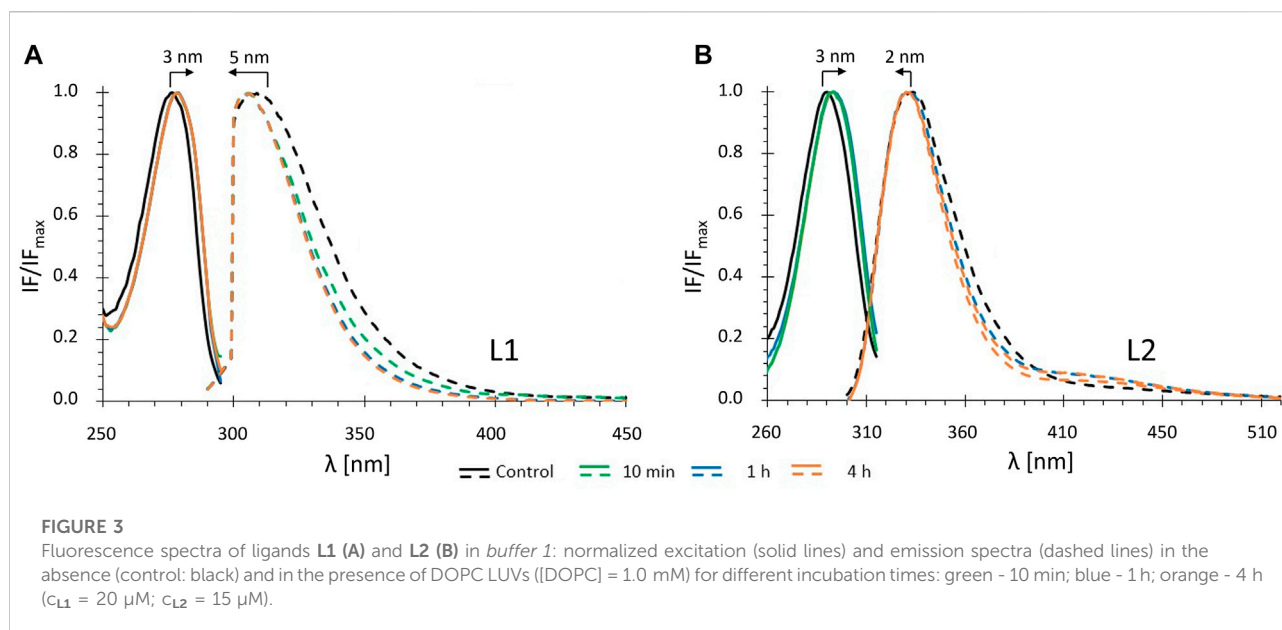 A
3 nm
5 nm
IF/IFmax
1.0
0.8
0.6
0.4
0.2
0.0
L1
250
300
350
400
450
λ [nm]
B
3 nm
2 nm
IF/IFmax
1.0
0.8
0.6
0.4
0.2
0.0
L2
260
310
360
410
450
510
λ [nm]
Control
10 min
1 h
4 h
FIGURE 3
Fluorescence spectra of ligands L1 (A) and L2 (B) in buffer 1: normalized excitation (solid lines) and emission spectra (dashed lines) in the
absence (control: black) and in the presence of DOPC LUVs ([DOPC] = 1.0 mM) for different incubation times: green - 10 min; blue - 1 h; orange - 4 h
(cL1 = 20 μM; cL2 = 15 μM).